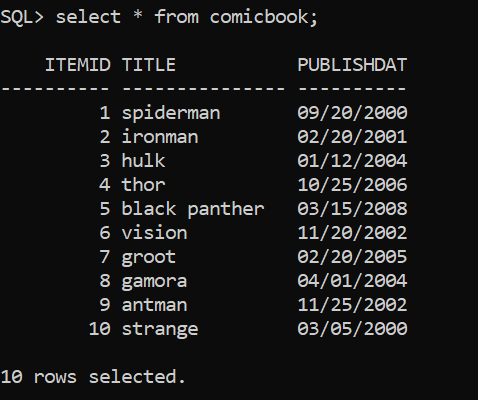 SQL> select * from comicbook;
    ITEMID TITLE           PUBLISHDAT
---------- --------------- ----------
         1 spiderman       09/20/2000
         2 ironman         02/20/2001
         3 hulk            01/12/2004
         4 thor            10/25/2006
         5 black panther   03/15/2008
         6 vision          11/20/2002
         7 groot           02/20/2005
         8 gamora          04/01/2004
         9 antman          11/25/2002
        10 strange         03/05/2000
10 rows selected.